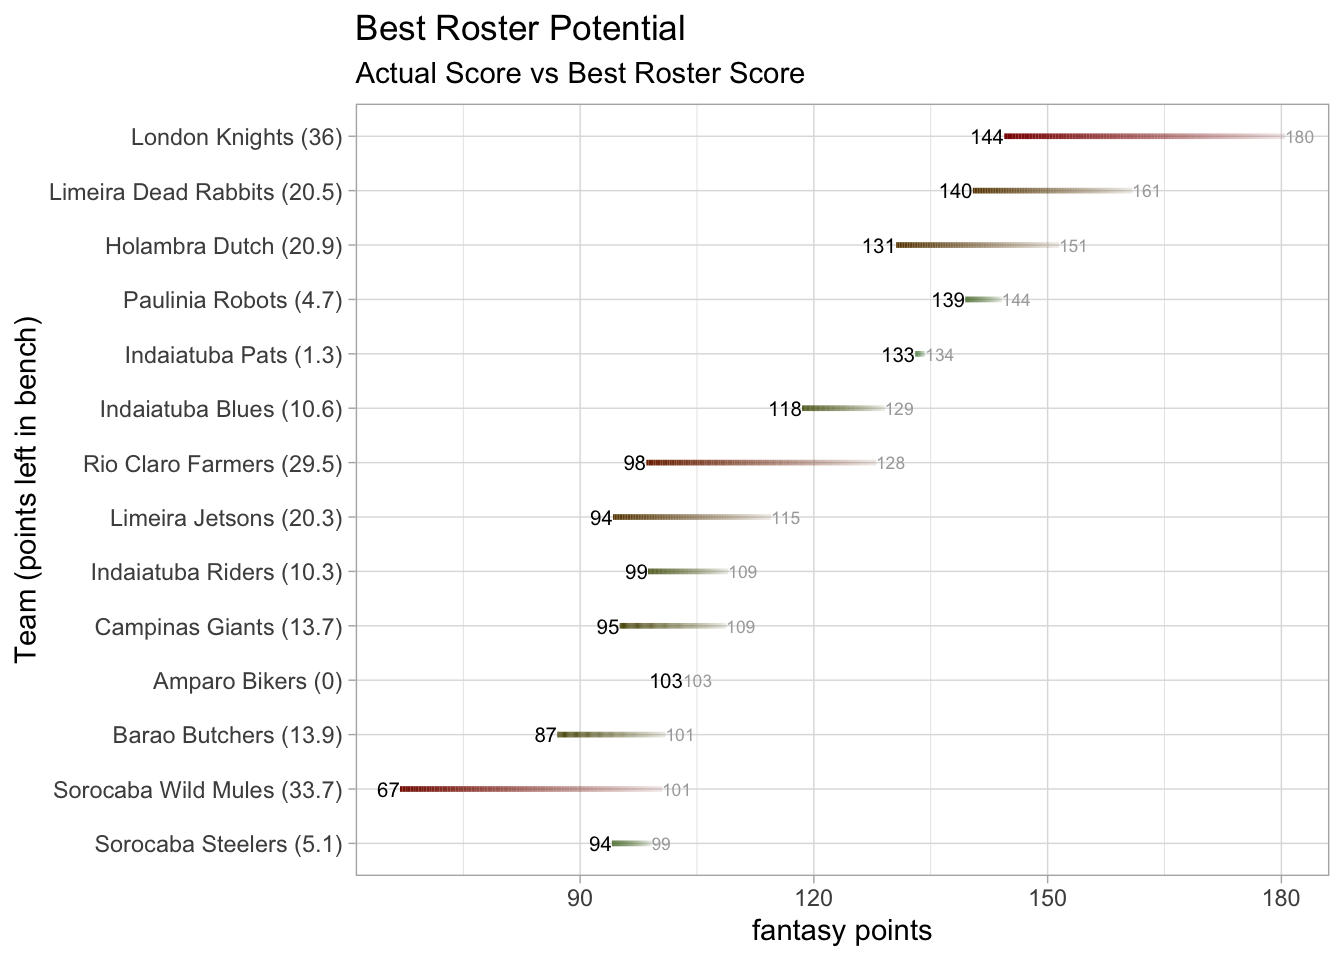 Best Roster Potential
Actual Score vs Best Roster Score
Team (points left in bench)
London Knights (36) 144 180
Limeira Dead Rabbits (20.5) 140 161
Holambra Dutch (20.9) 131 151
Paulinia Robots (4.7) 139 144
Indaiatuba Pats (1.3) 133 134
Indaiatuba Blues (10.6) 118 129
Rio Claro Farmers (29.5) 98 128
Limeira Jetsons (20.3) 94 115
Indaiatuba Riders (10.3) 99 109
Campinas Giants (13.7) 95 109
Amparo Bikers (0) 103 103
Barao Butchers (13.9) 87 101
Sorocaba Wild Mules (33.7) 67 101
Sorocaba Steelers (5.1) 94 99
90 120 150 180
fantasy points